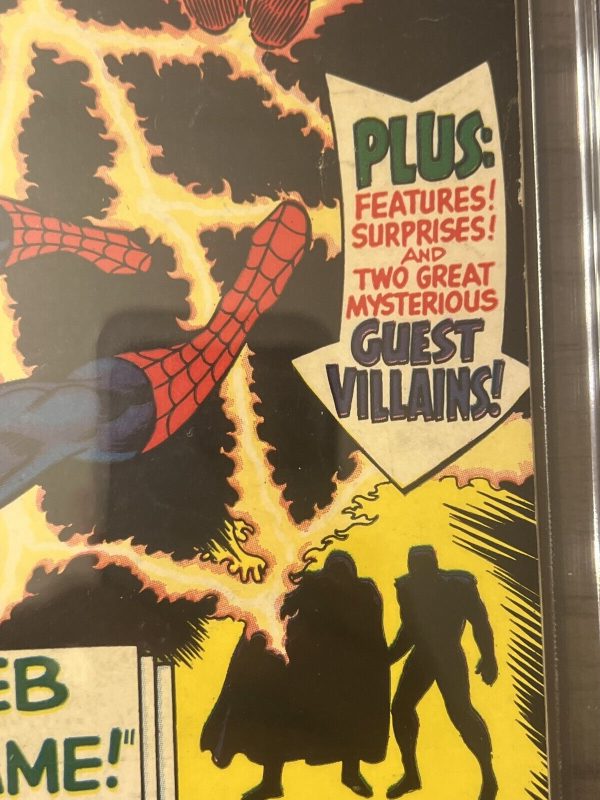 PLUS:
FEATURES!
SURPRISES!
AND
TWO GREAT
MYSTERIOUS
GUEST
VILLAINS!
EB
AME!"